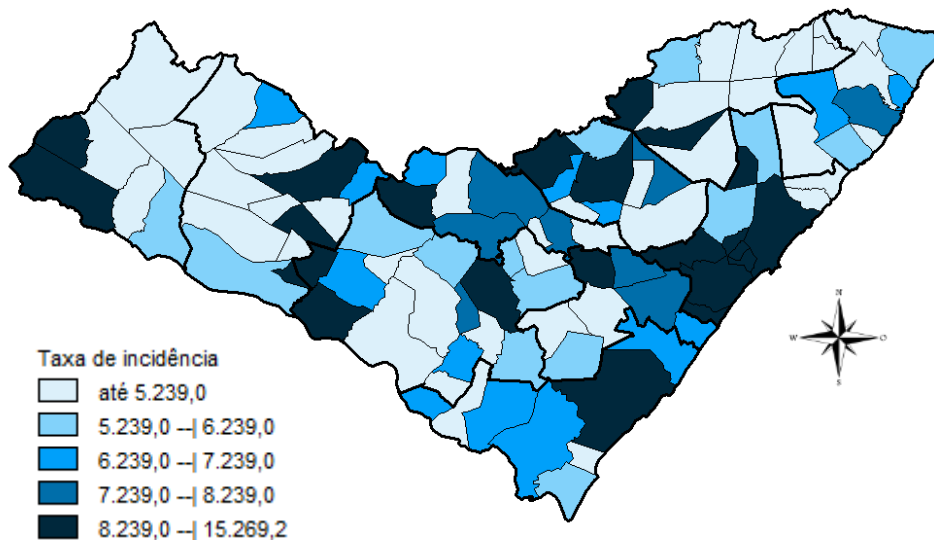 N
W
O
S
Taxa de incidência
até 5.239,0
5.239,0 --| 6.239,0
6.239,0 --| 7.239,0
7.239,0 --| 8.239,0
8.239,0 --| 15.269,2